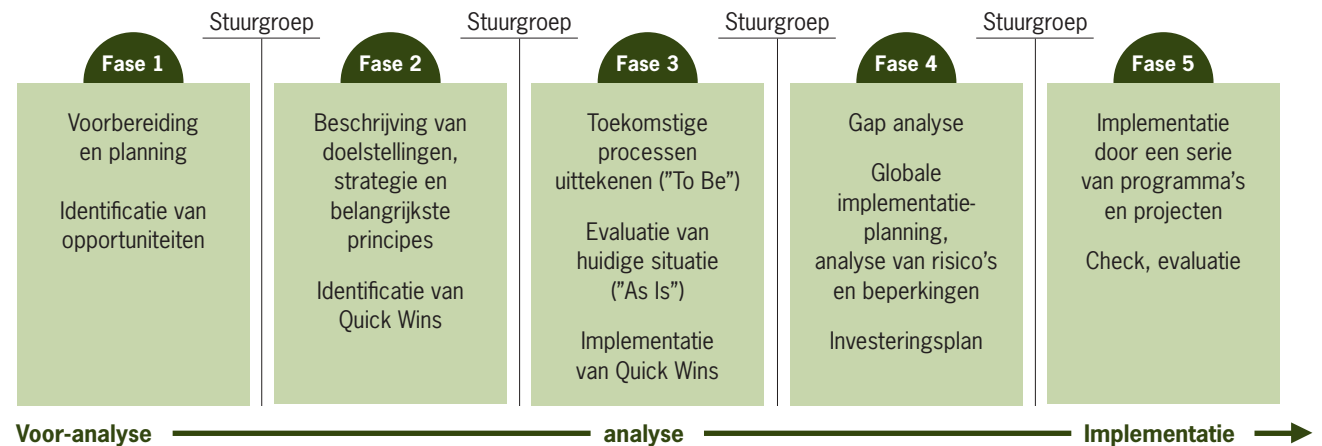 Stuurgroep
Stuurgroep
Stuurgroep
Stuurgroep
Fase 1
Voorbereiding
en planning
Identificatie van
opportuniteiten
Fase 2
Beschrijving van
doelstellingen,
strategie en
belangrijkste
principes
Identificatie van
Quick Wins
Fase 3
Toekomstige
processen
uittekenen ("To Be")
Evaluatie van
huidige situatie
("As Is")
Implementatie
van Quick Wins
Fase 4
Gap analyse
Globale
implementatie-
planning,
analyse van risico's
en beperkingen
Investeringsplan
Fase 5
Implementatie
door een serie
van programma's
en projecten
Check, evaluatie
Voor-analyse
analyse
Implementatie